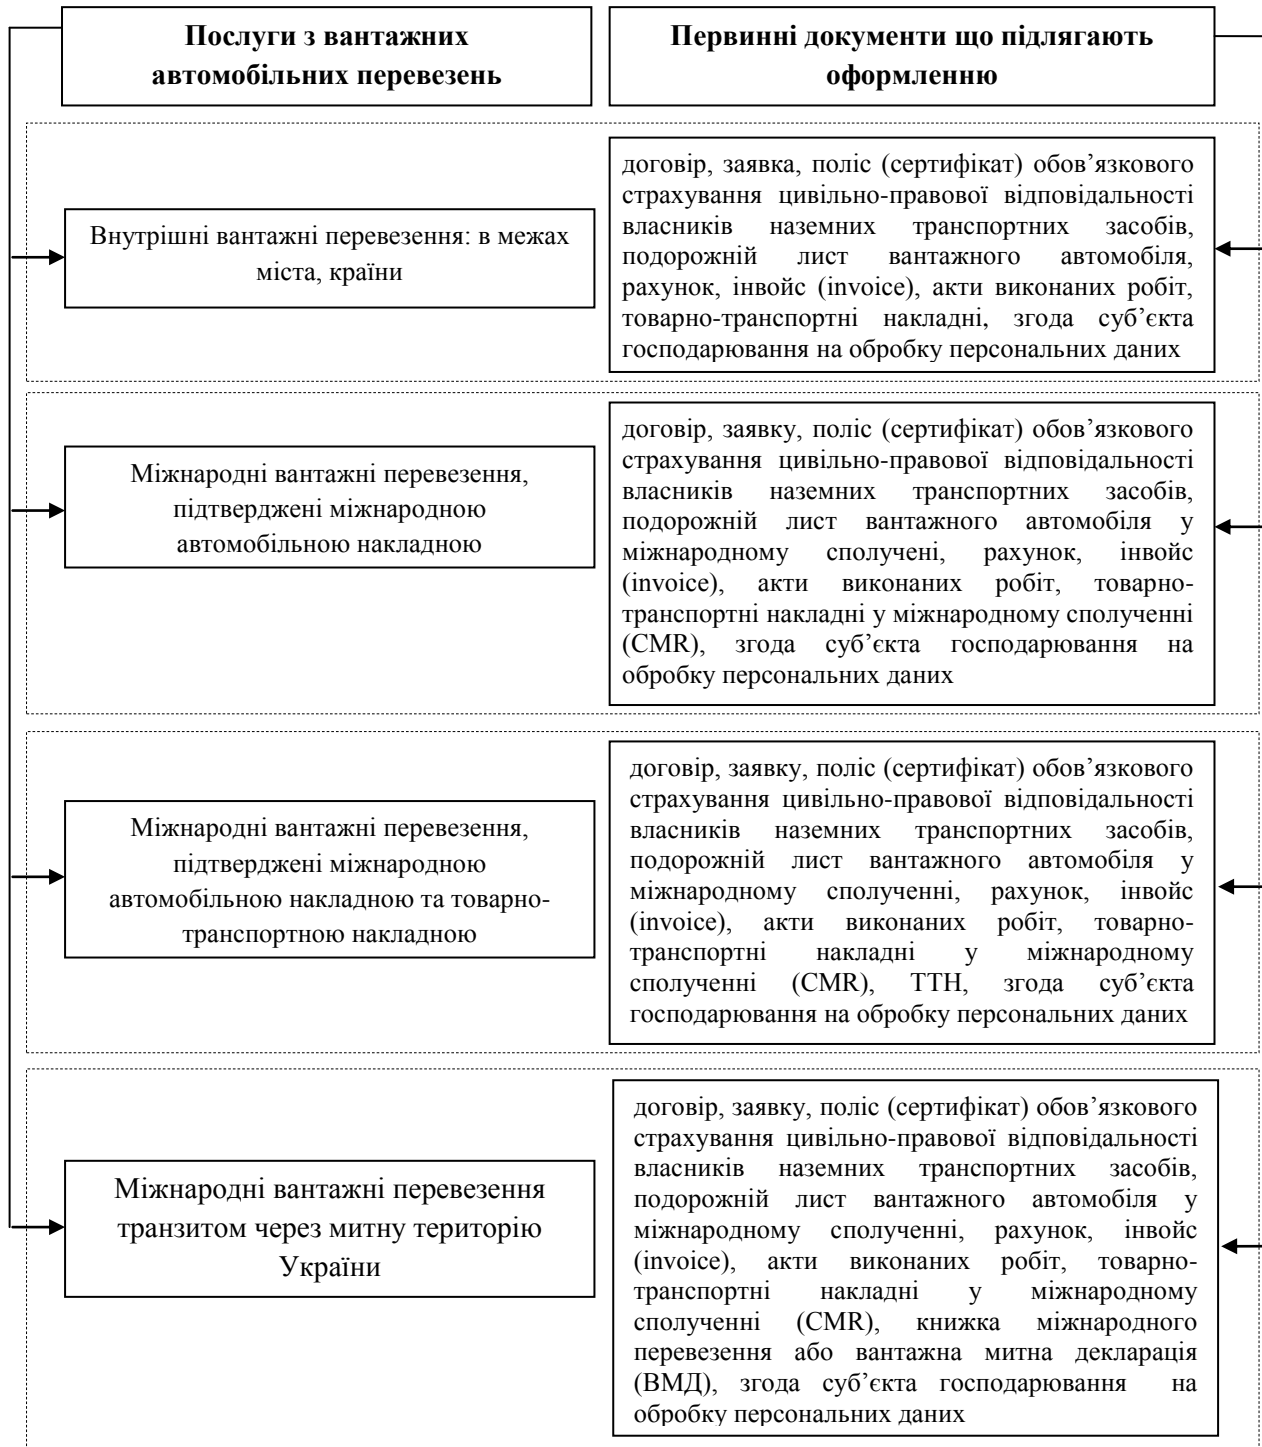 Послуги з вантажних
автомобільних перевезень
Первинні документи що підлягають
оформленню
Внутрішні вантажні перевезення: в межах
міста, країни
договір, заявка, поліс (сертифікат) обов’язкового
страхування цивільно-правової відповідальності
власників наземних транспортних засобів,
подорожній лист вантажного автомобіля,
рахунок, інвойс (invoice), акти виконаних робіт,
товарно-транспортні накладні, згода суб’єкта
господарювання на обробку персональних даних
Міжнародні вантажні перевезення,
підтверджені міжнародною
автомобільною накладною
договір, заявку, поліс (сертифікат) обов’язкового
страхування цивільно-правової відповідальності
власників наземних транспортних засобів,
подорожній лист вантажного автомобіля у
міжнародному сполучені, рахунок, інвойс
(invoice), акти виконаних робіт, товарно-
транспортні накладні у міжнародному сполученні
(CMR), згода суб’єкта господарювання на
обробку персональних даних
Міжнародні вантажні перевезення,
підтверджені міжнародною
автомобільною накладною та товарно-
транспортною накладною
договір, заявку, поліс (сертифікат) обов’язкового
страхування цивільно-правової відповідальності
власників наземних транспортних засобів,
подорожній лист вантажного автомобіля у
міжнародному сполученні, рахунок, інвойс
(invoice), акти виконаних робіт, товарно-
транспортні накладні у міжнародному
сполученні (CMR), ТТН, згода суб’єкта
господарювання на обробку персональних даних
Міжнародні вантажні перевезення
транзитом через митну територію
України
договір, заявку, поліс (сертифікат) обов’язкового
страхування цивільно-правової відповідальності
власників наземних транспортних засобів,
подорожній лист вантажного автомобіля у
міжнародному сполученні, рахунок, інвойс
(invoice), акти виконаних робіт, товарно-
транспортні накладні у міжнародному
сполученні (CMR), книжка міжнародного
перевезення або вантажна митна декларація
(ВМД), згода суб’єкта господарювання на
обробку персональних даних